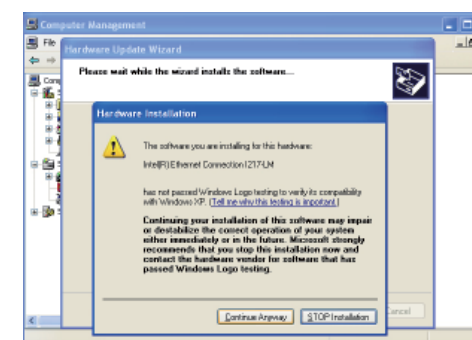 Computer Management
File
Hardware Update Wizard
Please wait while the wizard installs the software...
Com
Hardware Installation
The software you are installing for this hardware:
Intel(R) Ethernet Connection I217-LM
has not passed Windows Logo testing to verify its compatibility
with Windows XP. (Tell me why this testing is important.)
Continuing your installation of this software may impair
or destabilize the correct operation of your system
either immediately or in the future. Microsoft strongly
recommends that you stop this installation now and
contact the hardware vendor for software that has
passed Windows Logo testing.
Continue Anyway
STOP Installation
Cancel